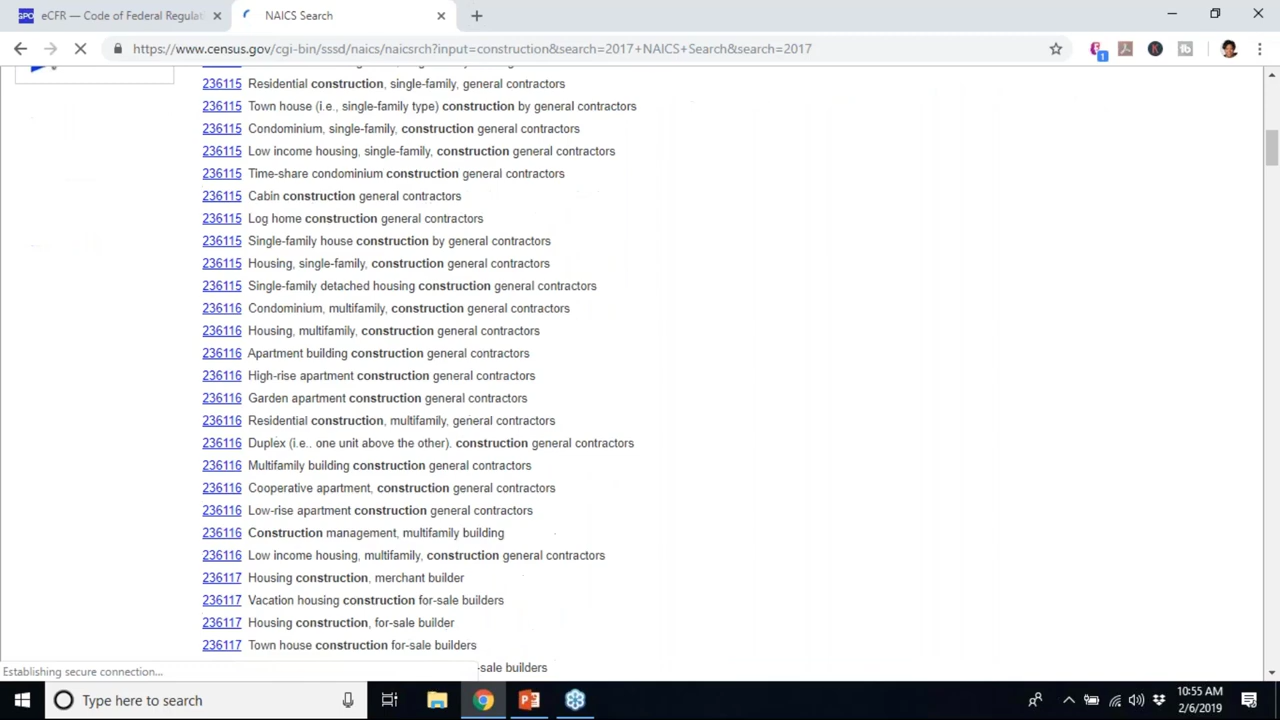 GPO eCFR — Code of Federal Regulat
NAICS Search
https://www.census.gov/cgi-bin/sssd/naics/naicsrch?input=construction&search=2017+NAICS+Search&search=2017
1
236115 Residential construction, single-family, general contractors
236115 Town house (i.e., single-family type) construction by general contractors
236115 Condominium, single-family, construction general contractors
236115 Low income housing, single-family, construction general contractors
236115 Time-share condominium construction general contractors
236115 Cabin construction general contractors
236115 Log home construction general contractors
236115 Single-family house construction by general contractors
236115 Housing, single-family, construction general contractors
236115 Single-family detached housing construction general contractors
236116 Condominium, multifamily, construction general contractors
236116 Housing, multifamily, construction general contractors
236116 Apartment building construction general contractors
236116 High-rise apartment construction general contractors
236116 Garden apartment construction general contractors
236116 Residential construction, multifamily, general contractors
236116 Duplex (i.e.. one unit above the other). construction general contractors
236116 Multifamily building construction general contractors
236116 Cooperative apartment, construction general contractors
236116 Low-rise apartment construction general contractors
236116 Construction management, multifamily building
236116 Low income housing, multifamily, construction general contractors
236117 Housing construction, merchant builder
236117 Vacation housing construction for-sale builders
236117 Housing construction, for-sale builder
236117 Town house construction for-sale builders
-sale builders
Establishing secure connection...
Type here to search
10:55 AM
2/6/2019